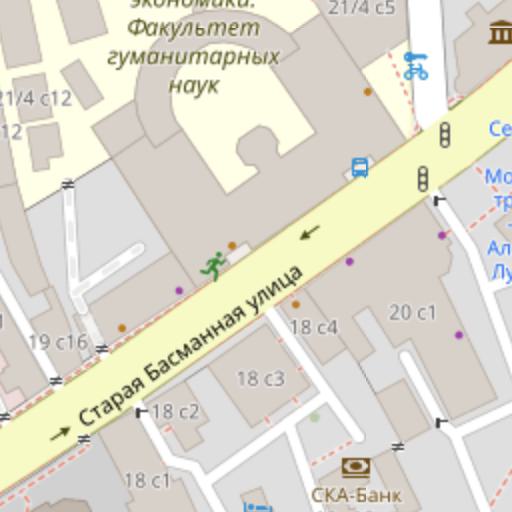 экономики.
Факультет
гуманитарных
наук
21/4 с5
21/4 с12
12
Се
Мо
тр
Ал
Лу
Старая Басманная улица
19 с16
18 с4
20 с1
18 с3
18 с2
18 с1
СКА-Банк